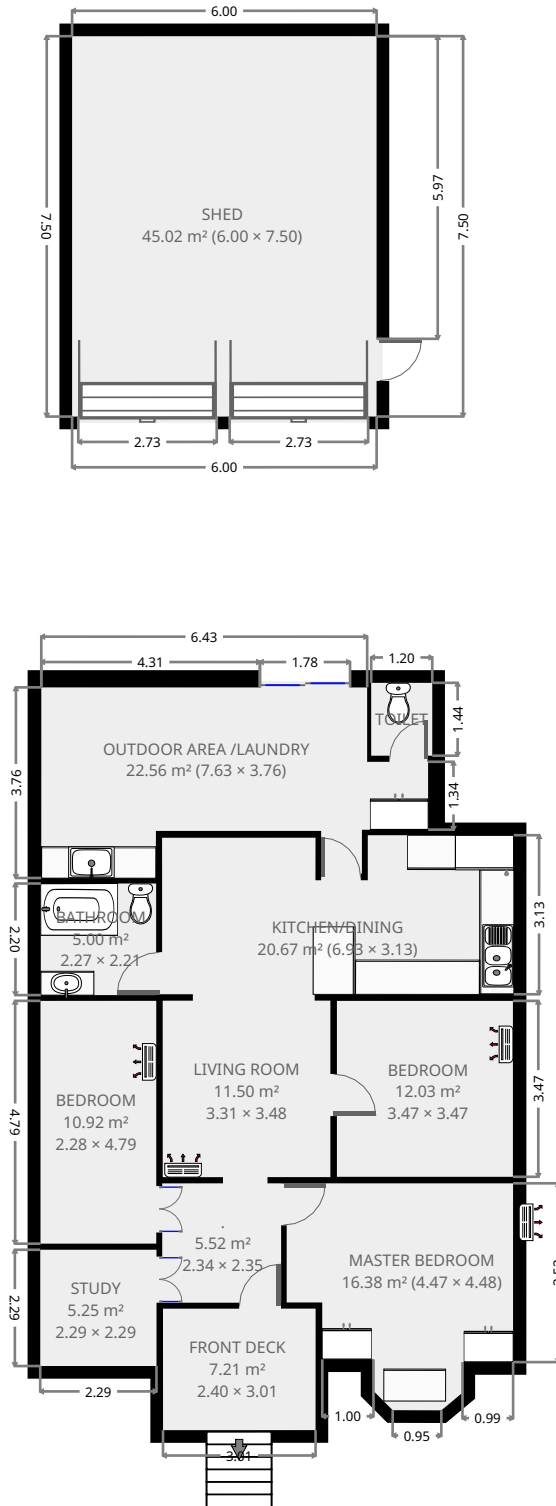 6.00
7.50
5.97
7.50
SHED
45.02 m² (6.00 × 7.50)
2.73
2.73
6.00
6.43
4.31
1.78
1.20
1.44
TOILET
OUTDOOR AREA /LAUNDRY
22.56 m² (7.63 × 3.76)
3.76
1.34
BATHROOM
5.00 m²
2.27 × 2.21
2.20
KITCHEN/DINING
20.67 m² (6.93 × 3.13)
3.13
LIVING ROOM
11.50 m²
3.31 × 3.48
BEDROOM
12.03 m²
3.47 × 3.47
3.47
BEDROOM
10.92 m²
2.28 × 4.79
4.79
.
5.52 m²
2.34 × 2.35
MASTER BEDROOM
16.38 m² (4.47 × 4.48)
STUDY
5.25 m²
2.29 × 2.29
2.29
FRONT DECK
7.21 m²
2.40 × 3.01
2.29
1.00
0.95
0.99
3.01